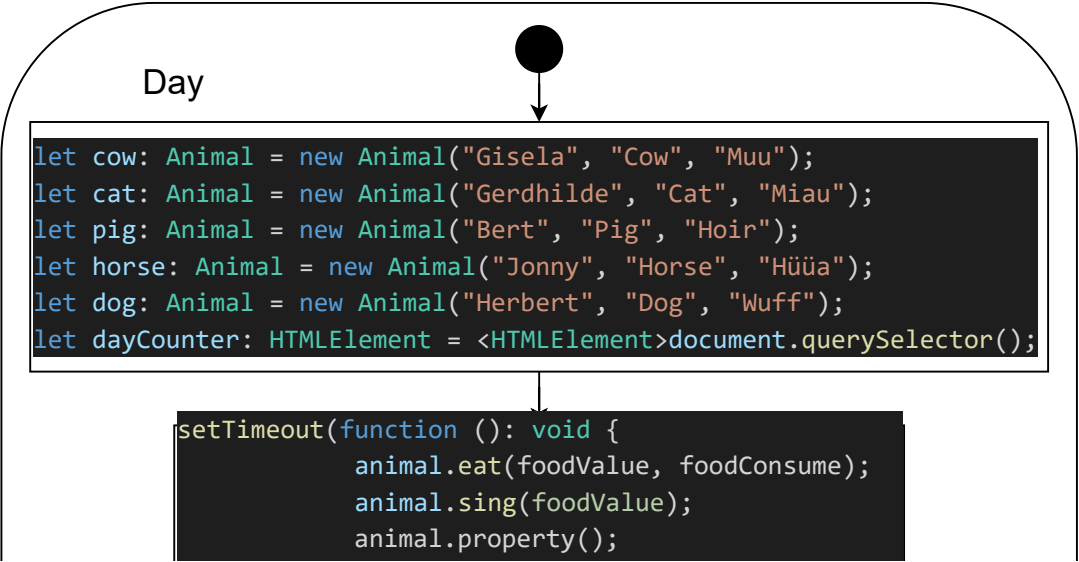 Day
let cow: Animal = new Animal("Gisela", "Cow", "Muu");
let cat: Animal = new Animal("Gerdhilde", "Cat", "Miau");
let pig: Animal = new Animal("Bert", "Pig", "Hoir");
let horse: Animal = new Animal("Jonny", "Horse", "Hüüa");
let dog: Animal = new Animal("Herbert", "Dog", "Wuff");
let dayCounter: HTMLElement = <HTMLElement>document.querySelector();
setTimeout(function (): void {
animal.eat(foodValue, foodConsume);
animal.sing(foodValue);
animal.property();